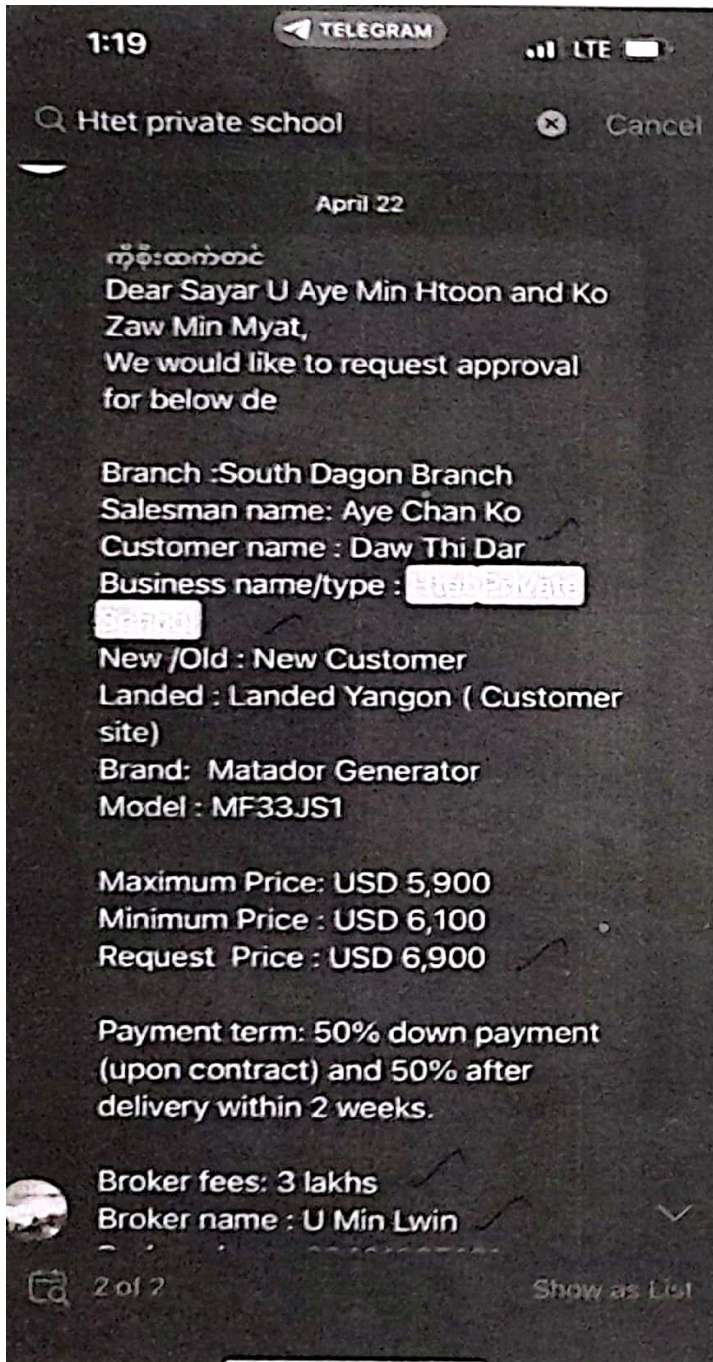 1:19
TELEGRAM
LTE
Htet private school
Cancel
April 22
ကိုစိုးထက်တင်
Dear Sayar U Aye Min Htoon and Ko
Zaw Min Myat,
We would like to request approval
for below de
Branch :South Dagon Branch
Salesman name: Aye Chan Ko
Customer name : Daw Thi Dar
Business name/type : Htet Private
School
New /Old : New Customer
Landed : Landed Yangon ( Customer
site)
Brand: Matador Generator
Model : MF33JS1
Maximum Price: USD 5,900
Minimum Price : USD 6,100
Request Price : USD 6,900
Payment term: 50% down payment
(upon contract) and 50% after
delivery within 2 weeks.
Broker fees: 3 lakhs
Broker name : U Min Lwin
2 of 2
Show as List